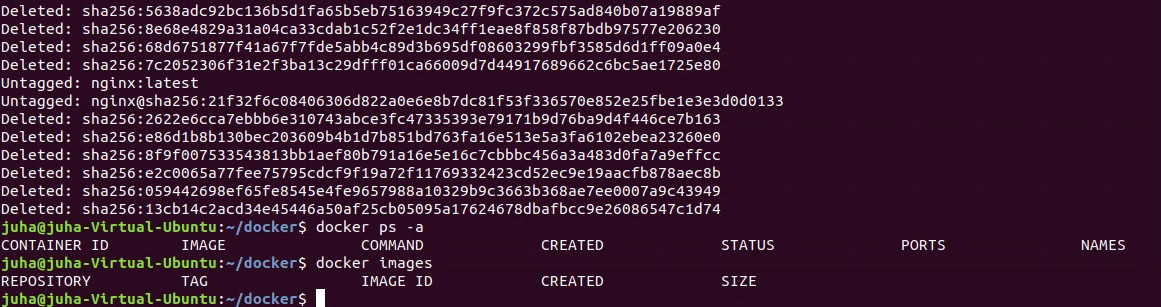 Deleted: sha256:5638adc92bc136b5d1fa65b5eb75163949c27f9fc372c575ad840b07a19889af
Deleted: sha256:8e68e4829a31a04ca33cdab1c52f2e1dc34ff1eae8f858f87bdb97577e206230
Deleted: sha256:68d6751877f41a67f7fde5abb4c89d3b695df08603299fbf3585d6d1ff09a0e4
Deleted: sha256:7c2052306f31e2f3ba13c29dfff01ca66009d7d44917689662c6bc5ae1725e80
Untagged: nginx:latest
Untagged: nginx@sha256:21f32f6c08406306d822a0e6e8b7dc81f53f336570e852e25fbe1e3e3d0d0133
Deleted: sha256:2622e6cca7ebbb6e310743abce3fc47335393e79171b9d76ba9d4f446ce7b163
Deleted: sha256:e86d1b8b130bec203609b4b1d7b851bd763fa16e513e5a3fa6102ebea23260e0
Deleted: sha256:8f9f007533543813bb1aef80b791a16e5e16c7cbbbc456a3a483d0fa7a9effcc
Deleted: sha256:e2c0065a77fee75795cdcf9f19a72f11769332423cd52ec9e19aacfb878aec8b
Deleted: sha256:059442698ef65fe8545e4fe9657988a10329b9c3663b368ae7ee0007a9c43949
Deleted: sha256:13cb14c2acd34e45446a50af25cb05095a17624678dbafbcc9e26086547c1d74
juha@juha-Virtual-Ubuntu:~/docker$ docker ps -a
CONTAINER ID IMAGE COMMAND CREATED STATUS PORTS NAMES
juha@juha-Virtual-Ubuntu:~/docker$ docker images
REPOSITORY TAG IMAGE ID CREATED SIZE
juha@juha-Virtual-Ubuntu:~/docker$